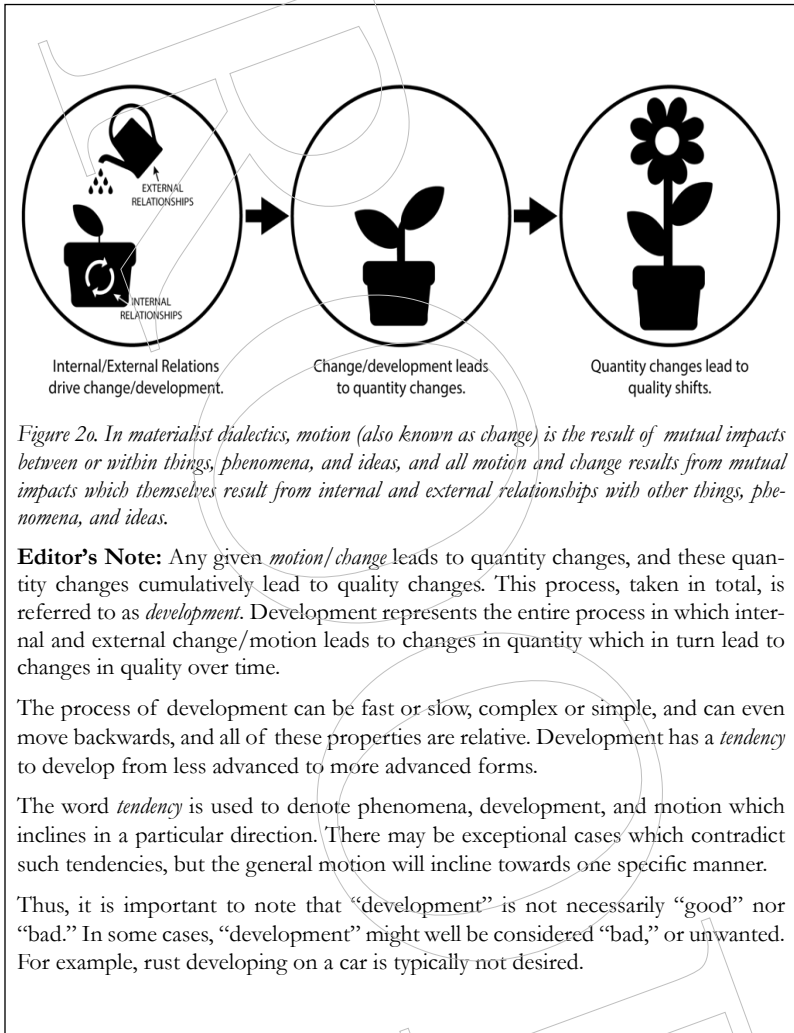 EXTERNAL
RELATIONSHIPS
INTERNAL
RELATIONSHIPS
Internal/External Relations
drive change/development.
Change/development leads
to quantity changes.
Quantity changes lead to
quality shifts.
Figure 20. In materialist dialectics, motion (also known as change) is the result of mutual impacts
between or within things, phenomena, and ideas, and all motion and change results from mutual
impacts which themselves result from internal and external relationships with other things, phe-
nomena, and ideas.
Editor's Note: Any given motion/change leads to quantity changes, and these quan-
tity changes cumulatively lead to quality changes. This process, taken in total, is
referred to as development. Development represents the entire process in which inter-
nal and external change/motion leads to changes in quantity which in turn lead to
changes in quality over time.
The process of development can be fast or slow, complex or simple, and can even
move backwards, and all of these properties are relative. Development has a tendency
to develop from less advanced to more advanced forms.
The word tendency is used to denote phenomena, development, and motion which
inclines in a particular direction. There may be exceptional cases which contradict
such tendencies, but the general motion will incline towards one specific manner.
Thus, it is important to note that “development” is not necessarily “good” nor
“bad.” In some cases, “development” might well be considered “bad,” or unwanted.
For example, rust developing on a car is typically not desired.